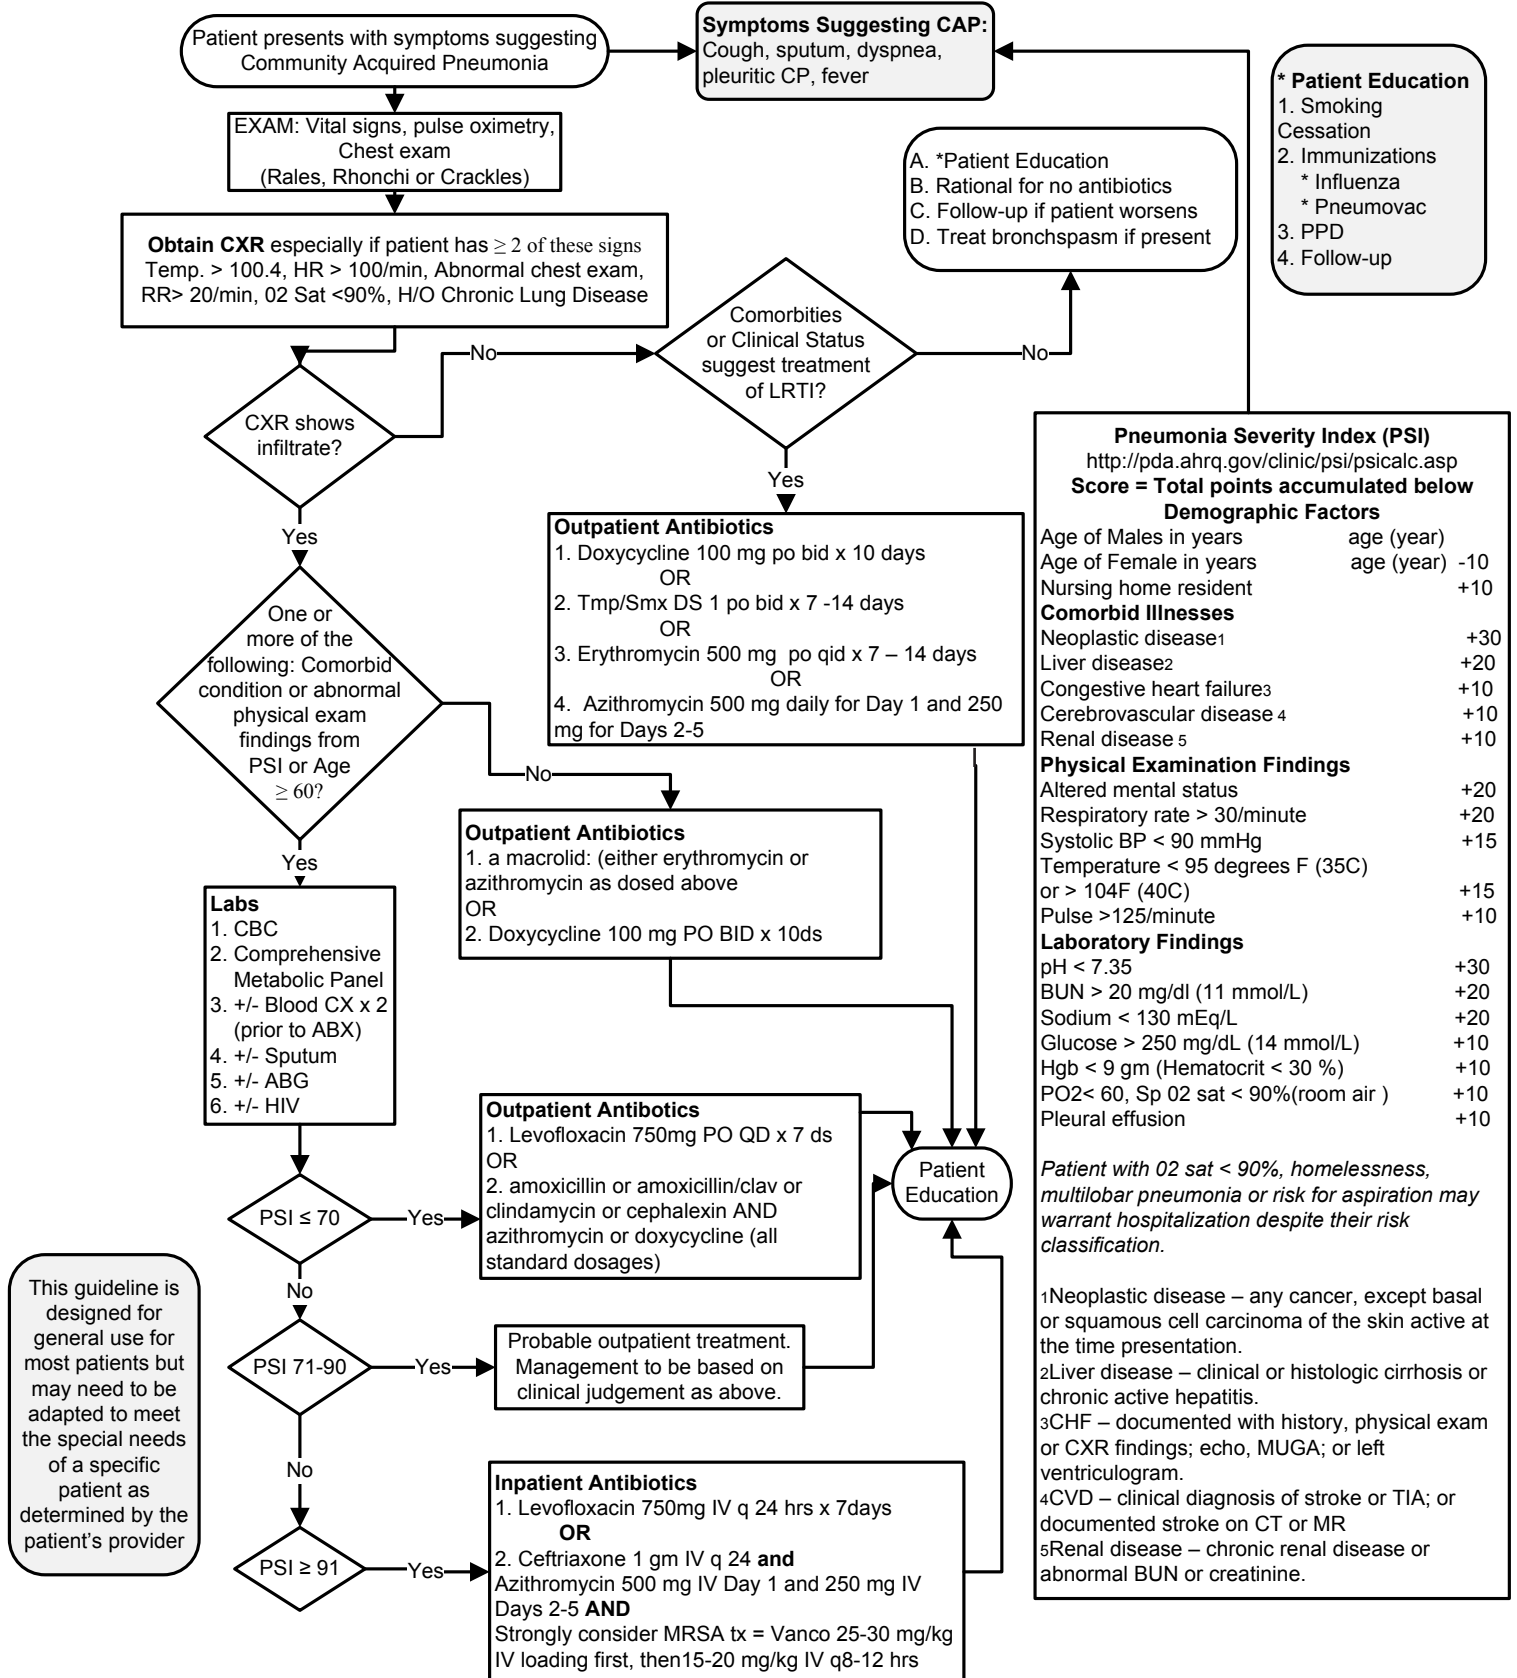 Patient presents with symptoms suggesting
Community Acquired Pneumonia
Symptoms Suggesting CAP:
Cough, sputum, dyspnea,
pleuritic CP, fever
* Patient Education
1. Smoking
Cessation
2. Immunizations
* Influenza
* Pneumovac
3. PPD
4. Follow-up
EXAM: Vital signs, pulse oximetry,
Chest exam
(Rales, Rhonchi or Crackles)
A. *Patient Education
B. Rational for no antibiotics
C. Follow-up if patient worsens
D. Treat bronchspasm if present
Obtain CXR especially if patient has ≥ 2 of these signs
Temp. > 100.4, HR > 100/min, Abnormal chest exam,
RR> 20/min, 02 Sat <90%, H/O Chronic Lung Disease
Comorbities
or Clinical Status
suggest treatment
of LRTI?
No
No
CXR shows
infiltrate?
Yes
Yes
Outpatient Antibiotics
1. Doxycycline 100 mg po bid x 10 days
OR
2. Tmp/Smx DS 1 po bid x 7 -14 days
OR
3. Erythromycin 500 mg po qid x 7 – 14 days
OR
4. Azithromycin 500 mg daily for Day 1 and 250
mg for Days 2-5
One or
more of the
following: Comorbid
condition or abnormal
physical exam
findings from
PSI or Age
≥ 60?
No
Yes
Outpatient Antibiotics
1. a macrolid: (either erythromycin or
azithromycin as dosed above
OR
2. Doxycycline 100 mg PO BID x 10ds
Labs
1. CBC
2. Comprehensive
Metabolic Panel
3. +/- Blood CX x 2
(prior to ABX)
4. +/- Sputum
5. +/- ABG
6. +/- HIV
Outpatient Antibotics
1. Levofloxacin 750mg PO QD x 7 ds
OR
2. amoxicillin or amoxicillin/clav or
clindamycin or cephalexin AND
azithromycin or doxycycline (all
standard dosages)
Patient
Education
PSI ≤ 70
Yes
No
PSI 71-90
Yes
Probable outpatient treatment.
Management to be based on
clinical judgement as above.
No
PSI ≥ 91
Yes
Inpatient Antibiotics
1. Levofloxacin 750mg IV q 24 hrs x 7days
OR
2. Ceftriaxone 1 gm IV q 24 and
Azithromycin 500 mg IV Day 1 and 250 mg IV
Days 2-5 AND
Strongly consider MRSA tx = Vanco 25-30 mg/kg
IV loading first, then15-20 mg/kg IV q8-12 hrs
This guideline is
designed for
general use for
most patients but
may need to be
adapted to meet
the special needs
of a specific
patient as
determined by the
patient’s provider
Pneumonia Severity Index (PSI)
http://pda.ahrq.gov/clinic/psi/psicalc.asp
Score = Total points accumulated below
Demographic Factors
Age of Males in years age (year)
Age of Female in years age (year) -10
Nursing home resident +10
Comorbid Illnesses
Neoplastic disease1 +30
Liver disease2 +20
Congestive heart failure3 +10
Cerebrovascular disease 4 +10
Renal disease 5 +10
Physical Examination Findings
Altered mental status +20
Respiratory rate > 30/minute +20
Systolic BP < 90 mmHg +15
Temperature < 95 degrees F (35C)
or > 104F (40C) +15
Pulse >125/minute +10
Laboratory Findings
pH < 7.35 +30
BUN > 20 mg/dl (11 mmol/L) +20
Sodium < 130 mEq/L +20
Glucose > 250 mg/dL (14 mmol/L) +10
Hgb < 9 gm (Hematocrit < 30 %) +10
PO2< 60, Sp 02 sat < 90%(room air ) +10
Pleural effusion +10
Patient with 02 sat < 90%, homelessness,
multilobar pneumonia or risk for aspiration may
warrant hospitalization despite their risk
classification.
1Neoplastic disease – any cancer, except basal
or squamous cell carcinoma of the skin active at
the time presentation.
2Liver disease – clinical or histologic cirrhosis or
chronic active hepatitis.
3CHF – documented with history, physical exam
or CXR findings; echo, MUGA; or left
ventriculogram.
4CVD – clinical diagnosis of stroke or TIA; or
documented stroke on CT or MR
5Renal disease – chronic renal disease or
abnormal BUN or creatinine.